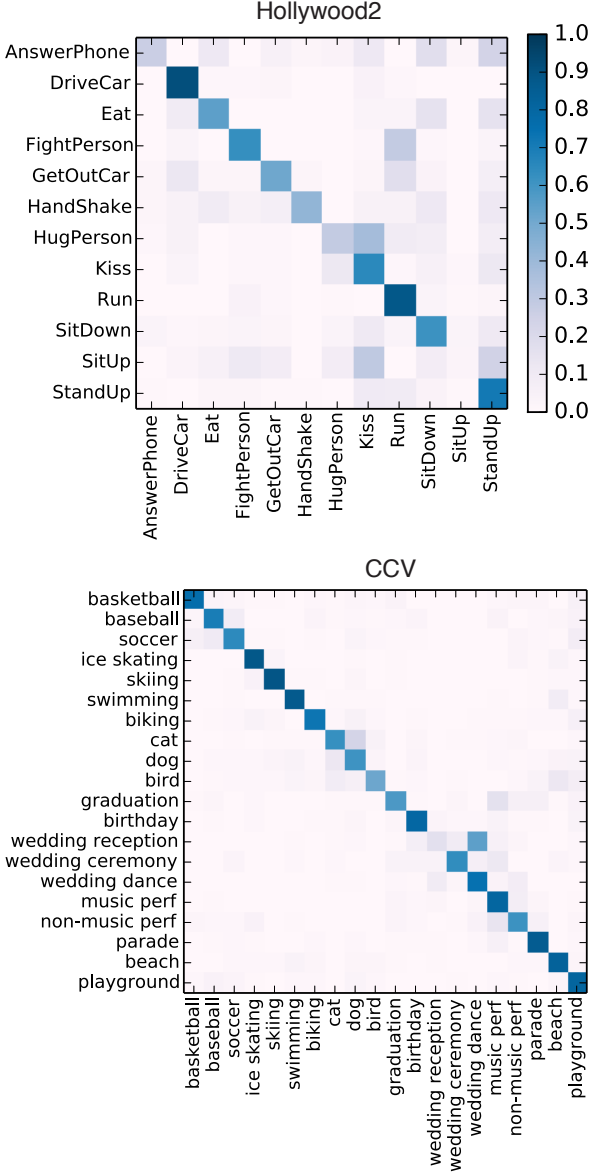 Hollywood2
AnswerPhone
DriveCar
Eat
FightPerson
GetOutCar
HandShake
HugPerson
Kiss
Run
SitDown
SitUp
StandUp
AnswerPhone
DriveCar
Eat
FightPerson
GetOutCar
HandShake
HugPerson
Kiss
Run
SitDown
SitUp
StandUp
1.0
0.9
0.8
0.7
0.6
0.5
0.4
0.3
0.2
0.1
0.0
CCV
basketball
baseball
soccer
ice skating
skiing
swimming
biking
cat
dog
bird
graduation
birthday
wedding reception
wedding ceremony
wedding dance
music perf
non-music perf
parade
beach
playground
basketball
baseball
soccer
ice skating
skiing
swimming
biking
cat
dog
bird
graduation
birthday
wedding reception
wedding ceremony
wedding dance
music perf
non-music perf
parade
beach
playground